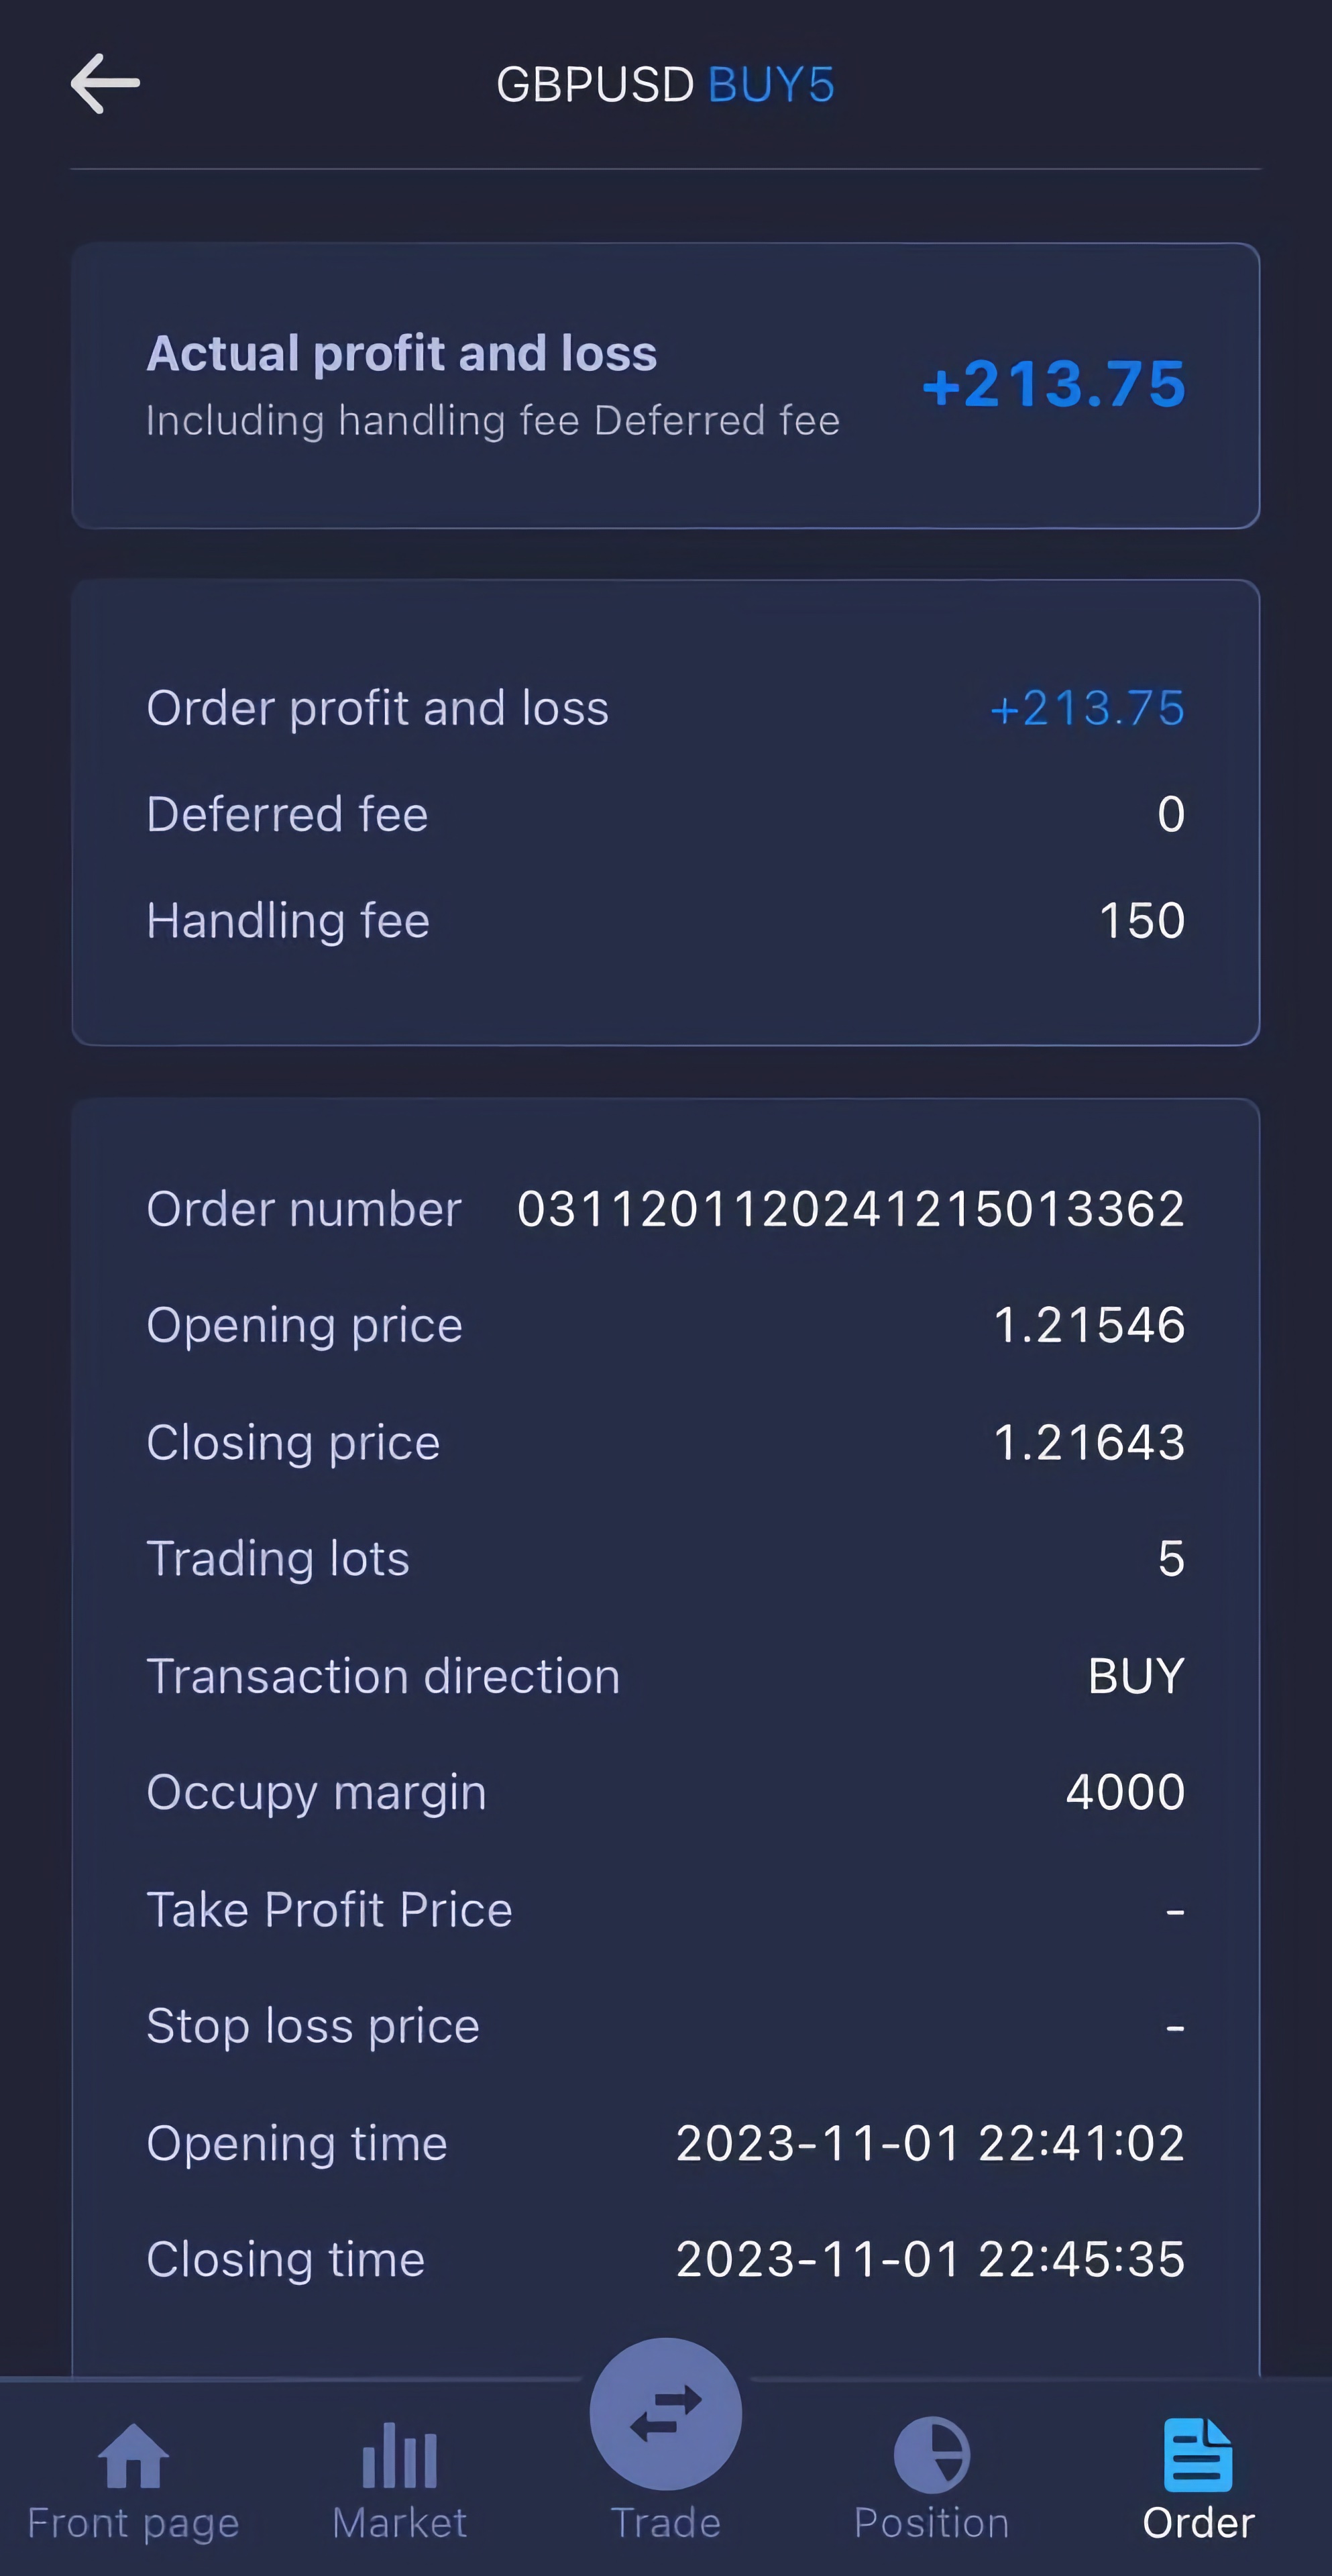 GBPUSD BUY5
Actual profit and loss
Including handling fee Deferred fee
+213.75
Order profit and loss +213.75
Deferred fee 0
Handling fee 150
Order number 0311201120241215013362
Opening price 1.21546
Closing price 1.21643
Trading lots 5
Transaction direction BUY
Occupy margin 4000
Take Profit Price -
Stop loss price -
Opening time 2023-11-01 22:41:02
Closing time 2023-11-01 22:45:35
Front page Market Trade Position Order